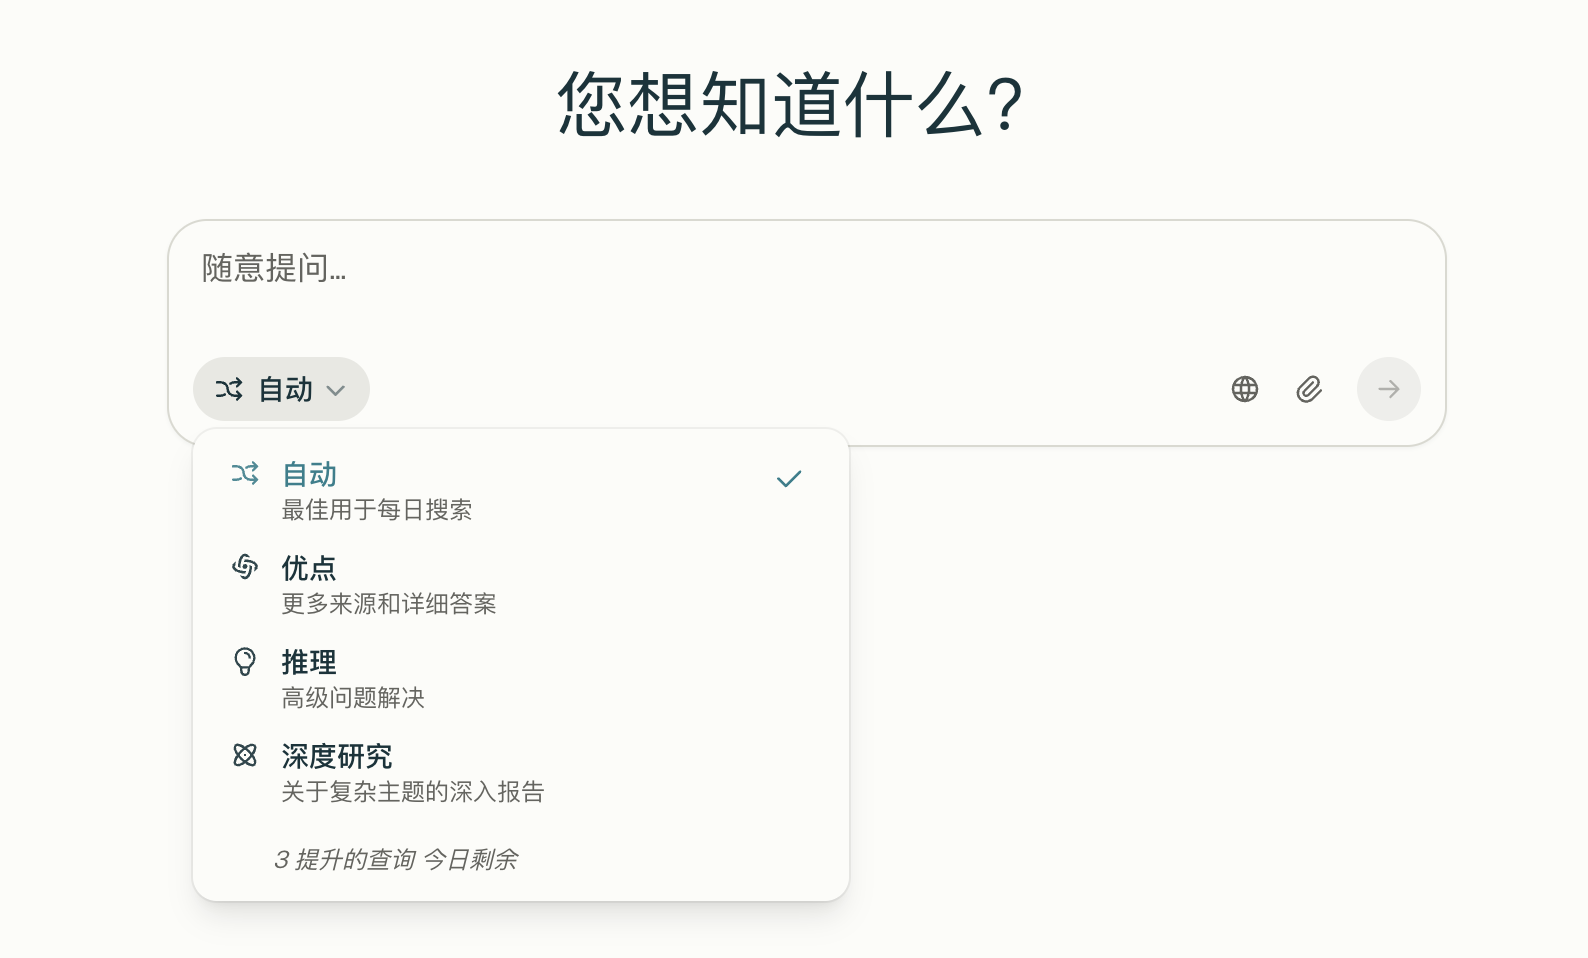 您想知道什么?
随意提问...
自动
自动
最佳用于每日搜索
优点
更多来源和详细答案
推理
高级问题解决
深度研究
关于复杂主题的深入报告
3 提升的查询 今日剩余